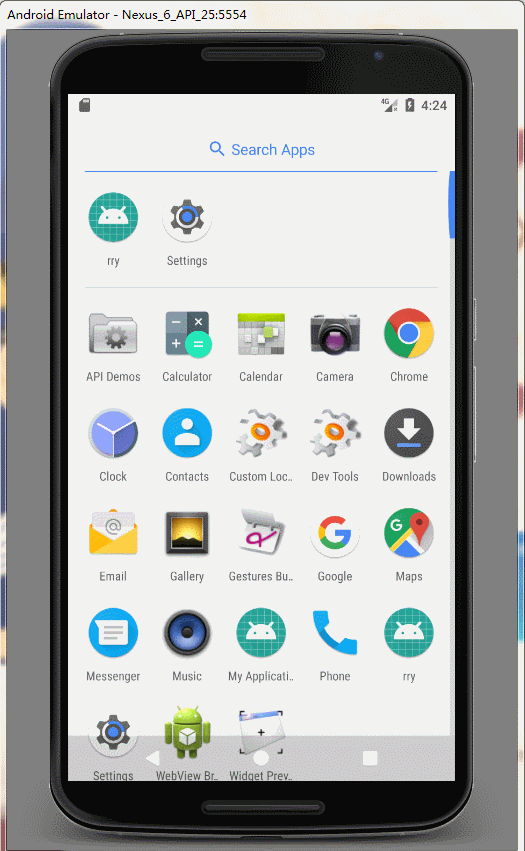 Android Emulator - Nexus_6_API_25:5554
4G 4:24
Search Apps
rry Settings
API Demos Calculator Calendar Camera Chrome
Clock Contacts Custom Loc.. Dev Tools Downloads
Email Gallery Gestures Bu.. Google Maps
Messenger Music My Applicati.. Phone rry
Settings WebView Br.. Widget Prev..